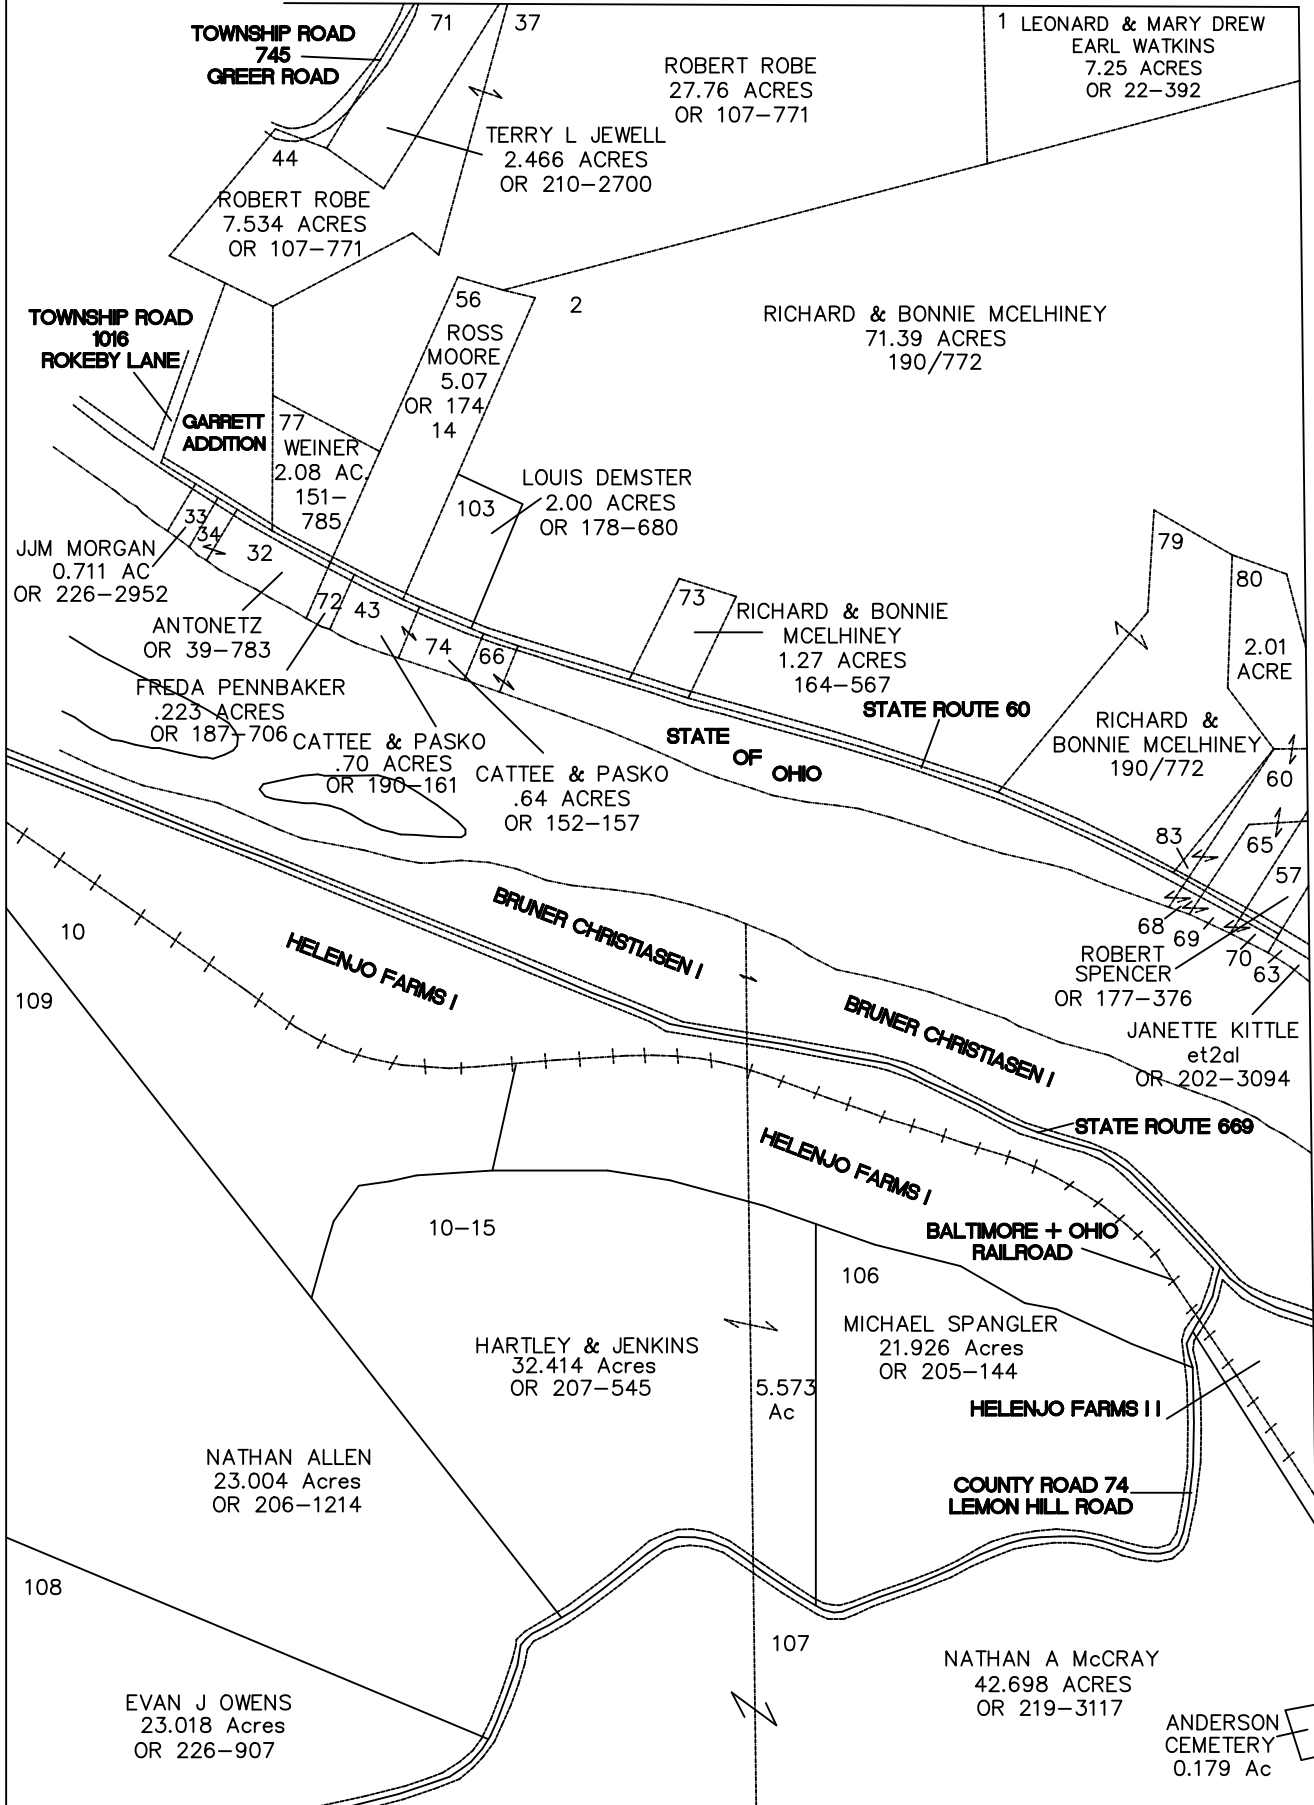 TOWNSHIP ROAD
745
GREER ROAD
71
37
ROBERT ROBE
27.76 ACRES
OR 107-771
1
LEONARD & MARY DREW
EARL WATKINS
7.25 ACRES
OR 22-392
TERRY L JEWELL
2.466 ACRES
OR 210-2700
44
ROBERT ROBE
7.534 ACRES
OR 107-771
TOWNSHIP ROAD
1016
ROKEBY LANE
56
ROSS
MOORE
5.07
OR 174
14
2
RICHARD & BONNIE MCELHINEY
71.39 ACRES
190/772
GARRETT
ADDITION
77
WEINER
2.08 AC.
151-
785
103
LOUIS DEMSTER
2.00 ACRES
OR 178-680
33
34
32
JJM MORGAN
0.711 AC
OR 226-2952
ANTONETZ
OR 39-783
72
43
74
66
73
RICHARD & BONNIE
MCELHINEY
1.27 ACRES
164-567
79
80
2.01
ACRE
FREDA PENNBAKER
.223 ACRES
OR 187-706
CATTEE & PASKO
.70 ACRES
OR 190-161
CATTEE & PASKO
.64 ACRES
OR 152-157
STATE
OF
OHIO
STATE ROUTE 60
RICHARD &
BONNIE MCELHINEY
190/772
60
83
65
57
68
69
70
63
ROBERT
SPENCER
OR 177-376
JANETTE KITTLE
et2al
OR 202-3094
10
109
HELENJO FARMS I
BRUNER CHRISTIASEN I
BRUNER CHRISTIASEN I
STATE ROUTE 669
HELENJO FARMS I
BALTIMORE + OHIO
RAILROAD
10-15
106
HARTLEY & JENKINS
32.414 Acres
OR 207-545
5.573
Ac
MICHAEL SPANGLER
21.926 Acres
OR 205-144
HELENJO FARMS II
NATHAN ALLEN
23.004 Acres
OR 206-1214
COUNTY ROAD 74
LEMON HILL ROAD
108
107
EVAN J OWENS
23.018 Acres
OR 226-907
NATHAN A McCRAY
42.698 ACRES
OR 219-3117
ANDERSON
CEMETERY
0.179 Ac